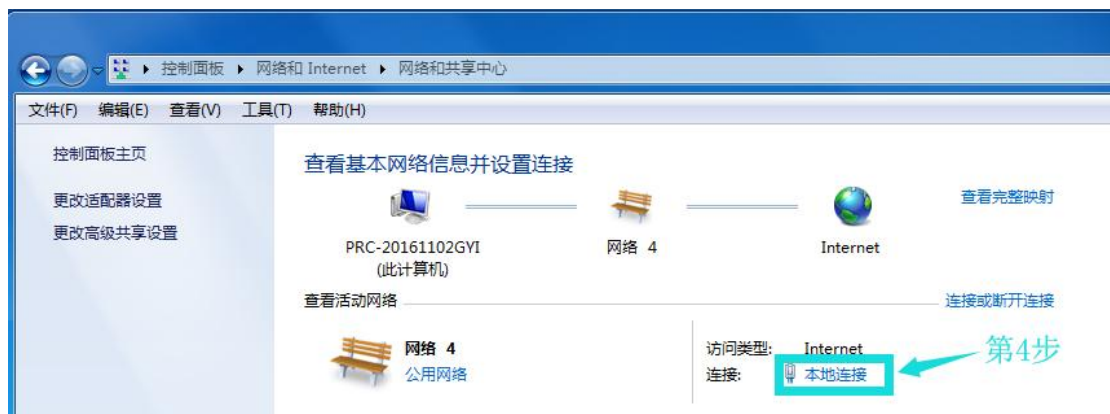 控制面板 ▸ 网络和 Internet ▸ 网络和共享中心
文件(F) 编辑(E) 查看(V) 工具(T) 帮助(H)
控制面板主页
更改适配器设置
更改高级共享设置
查看基本网络信息并设置连接
查看完整映射
PRC-20161102GYI
(此计算机)
网络 4
Internet
查看活动网络
连接或断开连接
网络 4
公用网络
访问类型: Internet
连接: 本地连接
第4步